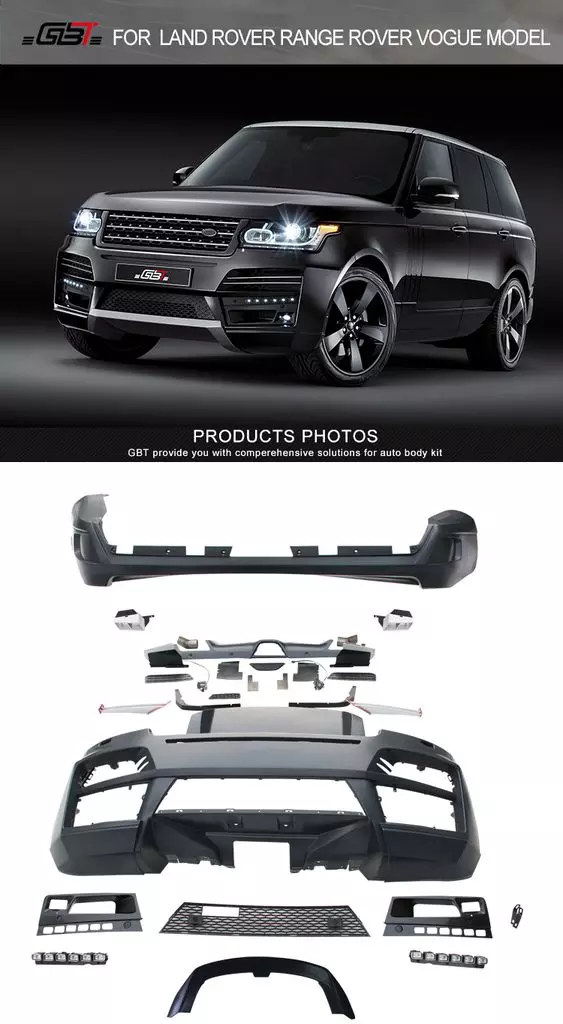 GBT FOR LAND ROVER RANGE ROVER VOGUE MODEL
GBT
PRODUCTS PHOTOS
GBT provide you with comperehensive solutions for auto body kit